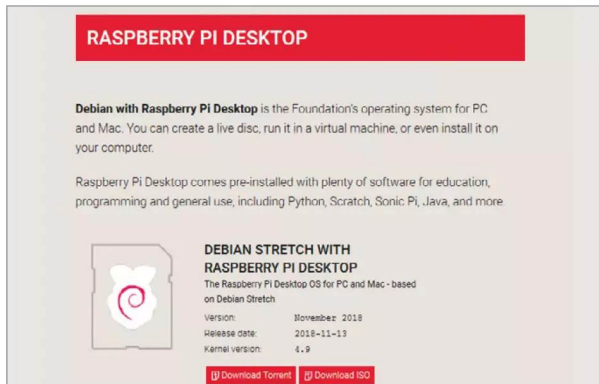 RASPBERRY PI DESKTOP
Debian with Raspberry Pi Desktop is the Foundation's operating system for PC
and Mac. You can create a live disc, run it in a virtual machine, or even install it on
your computer.
Raspberry Pi Desktop comes pre-installed with plenty of software for education,
programming and general use, including Python, Scratch, Sonic Pi, Java, and more.
DEBIAN STRETCH WITH
RASPBERRY PI DESKTOP
The Raspberry Pi Desktop OS for PC and Mac - based
on Debian Stretch
Version: November 2018
Release date: 2018-11-13
Kernel version: 4.9
Download Torrent Download ISO